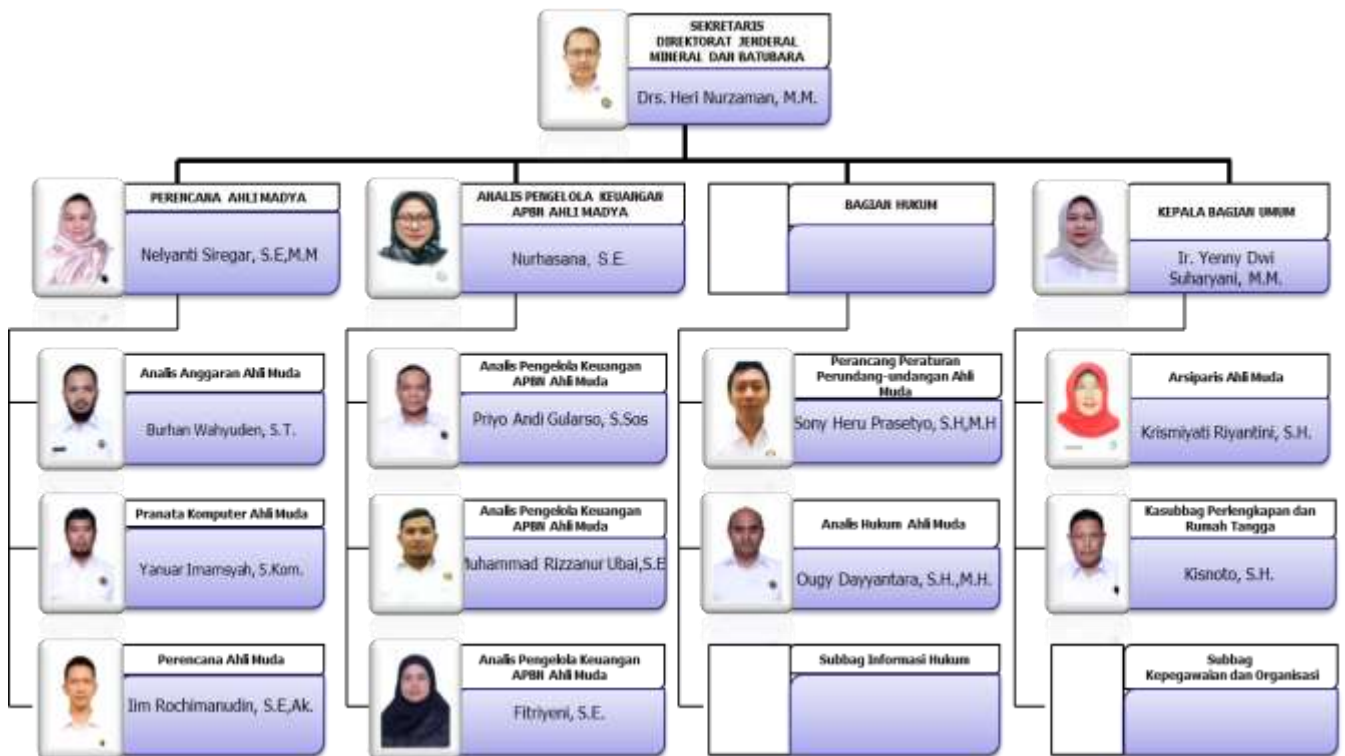 SEKRETARIS
DIREKTORAT JENDERAL
MINERAL DAN BATUBARA
Drs. Heri Nurzaman, M.M.
PERENCANA AHLI MADYA
Nelyanti Siregar, S.E,M.M
ANALIS PENGELOLA KEUANGAN
APBN AHLI MADYA
Nurhasana, S.E.
BAGIAN HUKUM
KEPALA BAGIAN UMUM
Ir. Yenny Dwi
Suharyani, M.M.
Analis Anggaran Ahli Muda
Burhan Wahyuden, S.T.
Analis Pengelola Keuangan
APBN Ahli Muda
Priyo Andi Gularso, S.Sos
Perancang Peraturan
Perundang-undangan Ahli
Muda
Sony Heru Prasetyo, S.H,M.H
Arsiparis Ahli Muda
Krismiyati Riyantini, S.H.
Pranata Komputer Ahli Muda
Yanuar Imamsyah, S.Kom.
Analis Pengelola Keuangan
APBN Ahli Muda
Muhammad Rizzanur Ubai,S.E
Analis Hukum Ahli Muda
Ougy Dayyantara, S.H.,M.H.
Kasubbag Perlengkapan dan
Rumah Tangga
Kisnoto, S.H.
Perencana Ahli Muda
Iim Rochimanudin, S.E,Ak.
Analis Pengelola Keuangan
APBN Ahli Muda
Fitriyeni, S.E.
Subbag Informasi Hukum
Subbag
Kepegawaian dan Organisasi